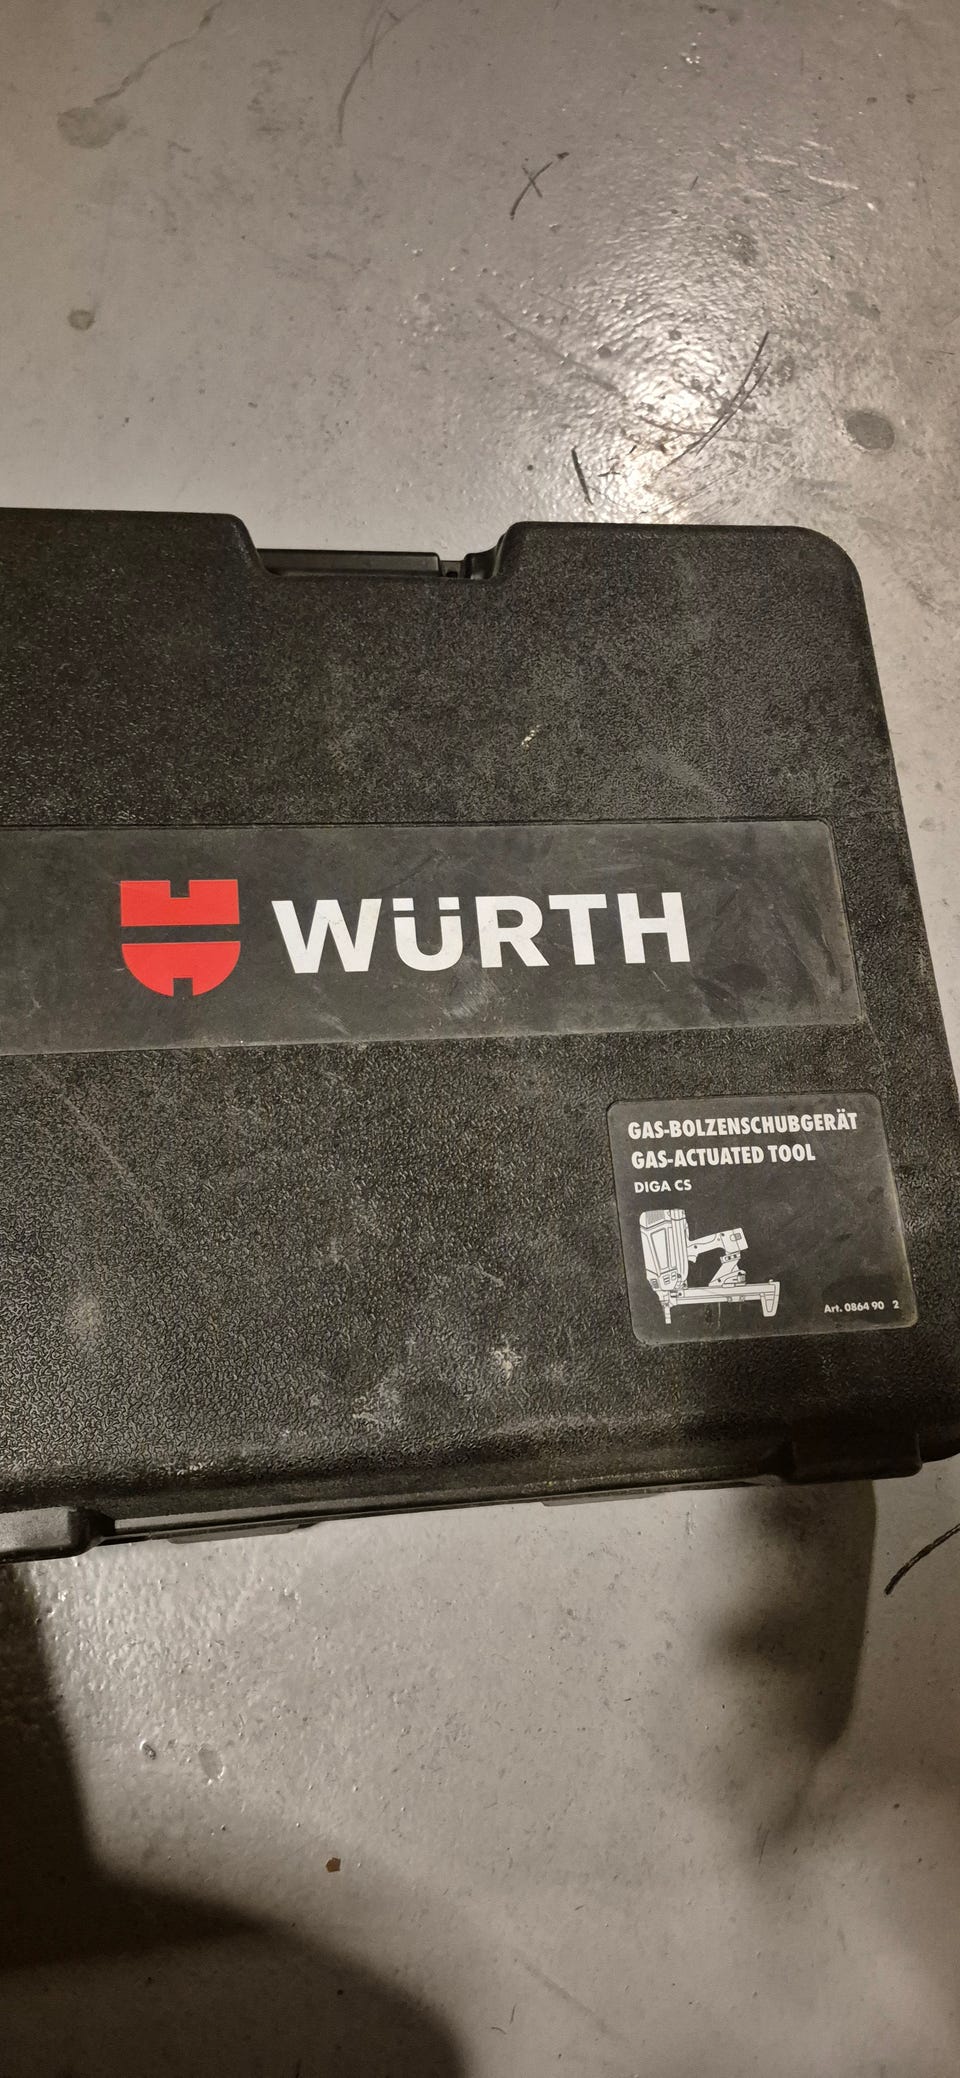 WÜRTH
GAS-BOLZENSCHUBGERÄT
GAS-ACTUATED TOOL
DIGA CS
Art. 0864 90 2